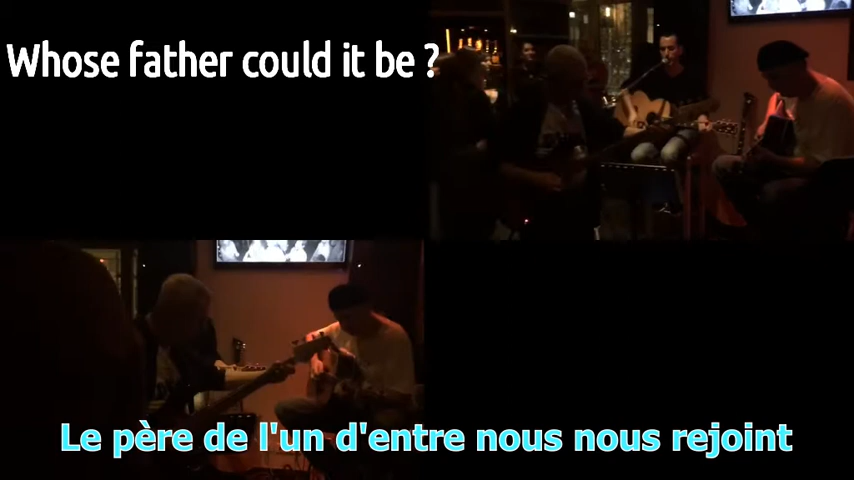 Whose father could it be ?
Le père de l'un d'entre nous nous rejoint